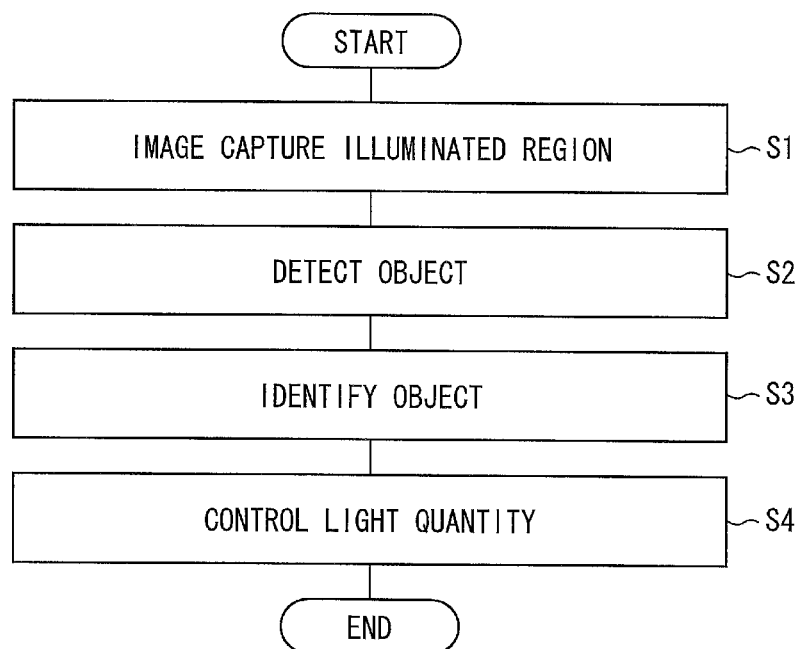 START
IMAGE CAPTURE ILLUMINATED REGION
S1
DETECT OBJECT
S2
IDENTIFY OBJECT
S3
CONTROL LIGHT QUANTITY
S4
END